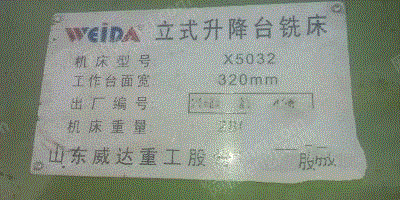 WEIDA 立式升降台铣床
机床型号 X5032
工作台面宽 320mm
出厂编号
机床重量
山东威达重工股 股